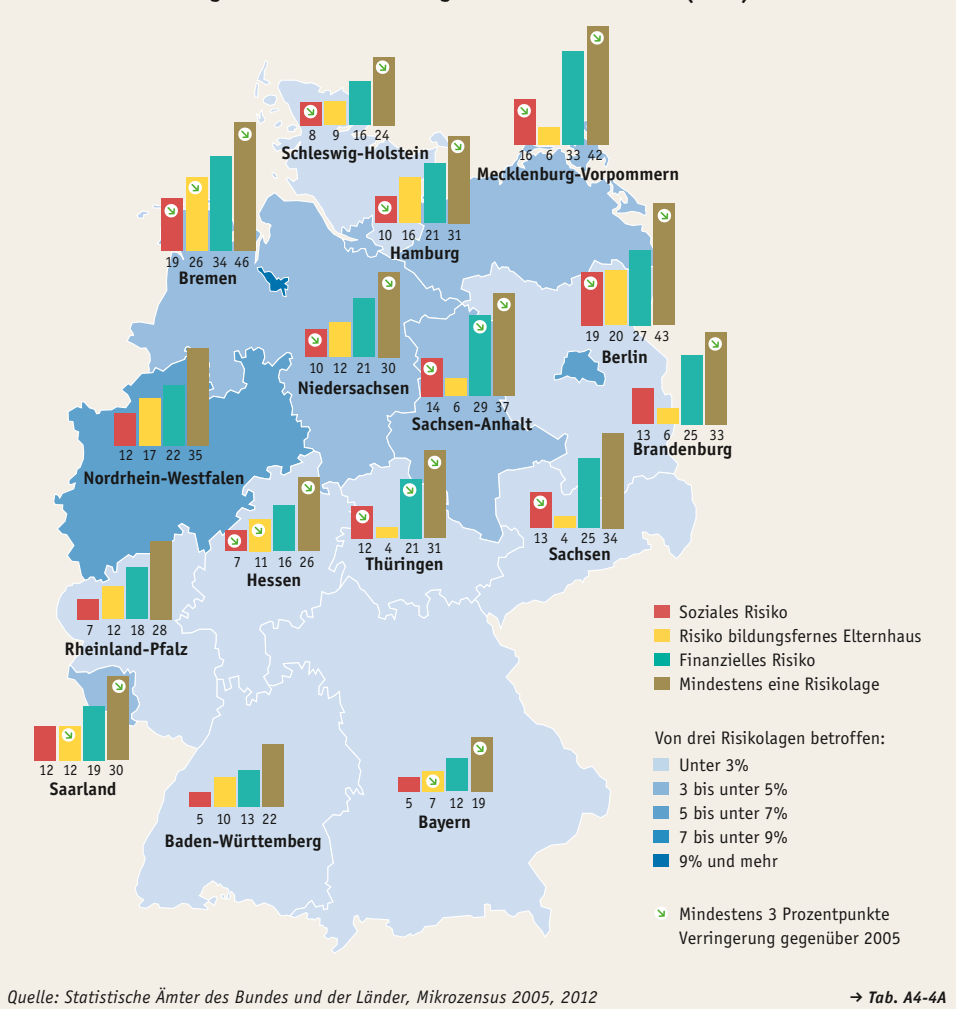 8 9 16 24
Schleswig-Holstein
16 6 33 42
Mecklenburg-Vorpommern
10 16 21 31
Hamburg
19 26 34 46
Bremen
19 20 27 43
Berlin
10 12 21 30
Niedersachsen
14 6 29 37
Sachsen-Anhalt
13 6 25 33
Brandenburg
12 17 22 35
Nordrhein-Westfalen
7 11 16 26
Hessen
12 4 21 31
Thüringen
13 4 25 34
Sachsen
7 12 18 28
Rheinland-Pfalz
12 12 19 30
Saarland
5 10 13 22
Baden-Württemberg
5 7 12 19
Bayern
Soziales Risiko
Risiko bildungsfernes Elternhaus
Finanzielles Risiko
Mindestens eine Risikolage
Von drei Risikolagen betroffen:
Unter 3%
3 bis unter 5%
5 bis unter 7%
7 bis unter 9%
9% und mehr
Mindestens 3 Prozentpunkte
Verringerung gegenüber 2005
Quelle: Statistische Ämter des Bundes und der Länder, Mikrozensus 2005, 2012
→ Tab. A4-4A